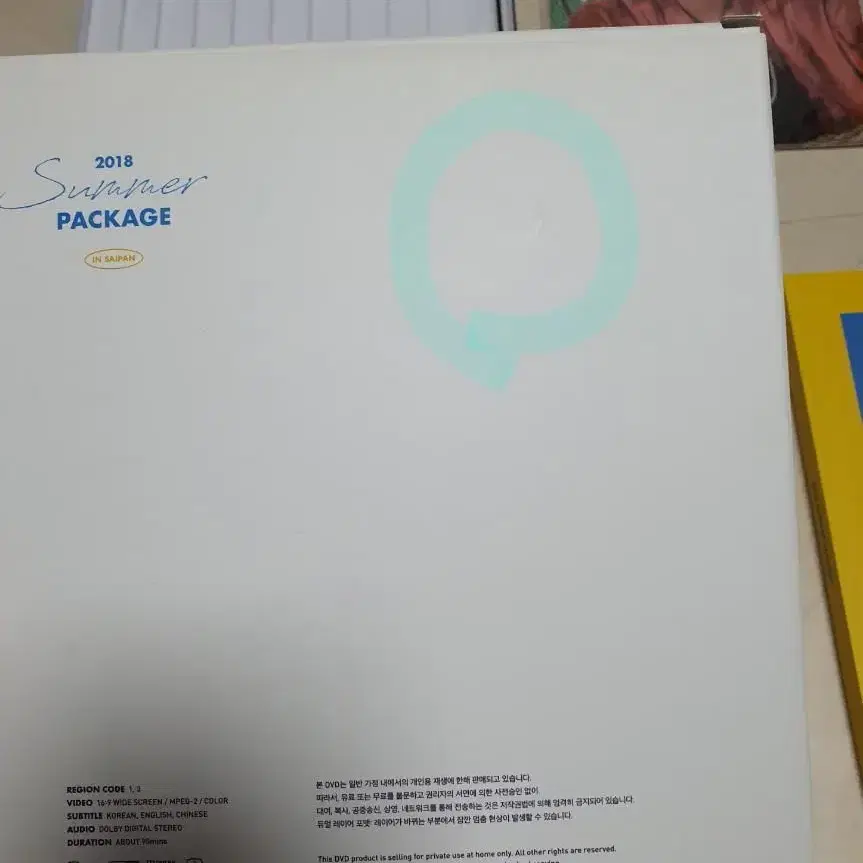 2018
Summer
PACKAGE
IN SAIPAN
REGION CODE 1, 3
VIDEO 16:9 WIDE SCREEN / MPEG-2 / COLOR
SUBTITLE KOREAN, ENGLISH, CHINESE
AUDIO DOLBY DIGITAL STEREO
DURATION ABOUT
본 DVD는 일반 가정 내에서의 개인용 재생에 한해 판매되고 있습니다.
따라서, 유료 또는 무료를 불문하고 권리자의 서면에 의한 사전승인 없이
대여, 복사, 공중송신, 상영, 네트워크를 통해 전송하는 것은 저작권법에 의해 엄격히 금지되어 있습니다.
듀얼 레이어 포맷: 레이어가 바뀌는 부분에서 잠깐 멈춤 현상이 발생할 수 있습니다.
This DVD product is selling for private use at home only. All other rights are reserved.